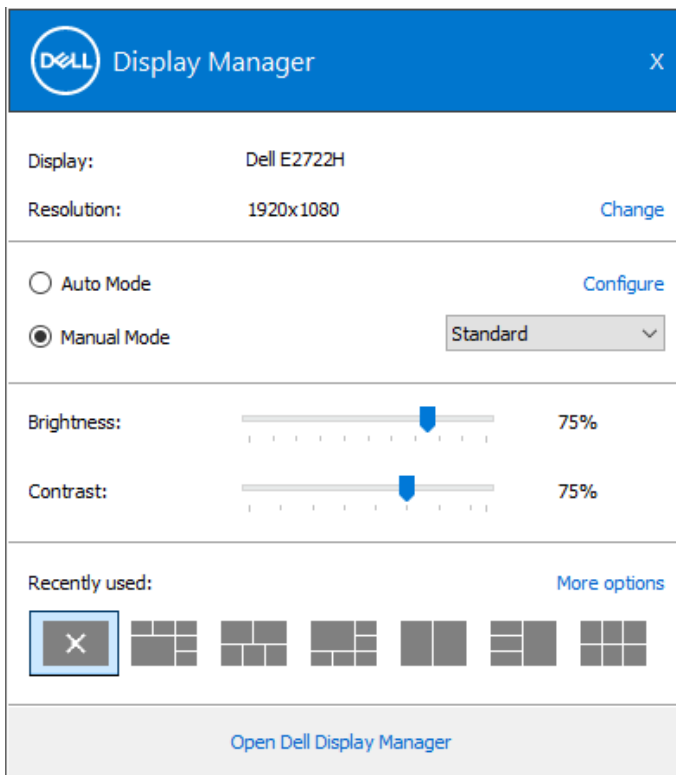 DELL Display Manager X
Display: Dell E2722H
Resolution: 1920x1080 Change
Auto Mode Configure
Manual Mode Standard
Brightness: 75%
Contrast: 75%
Recently used: More options
Open Dell Display Manager